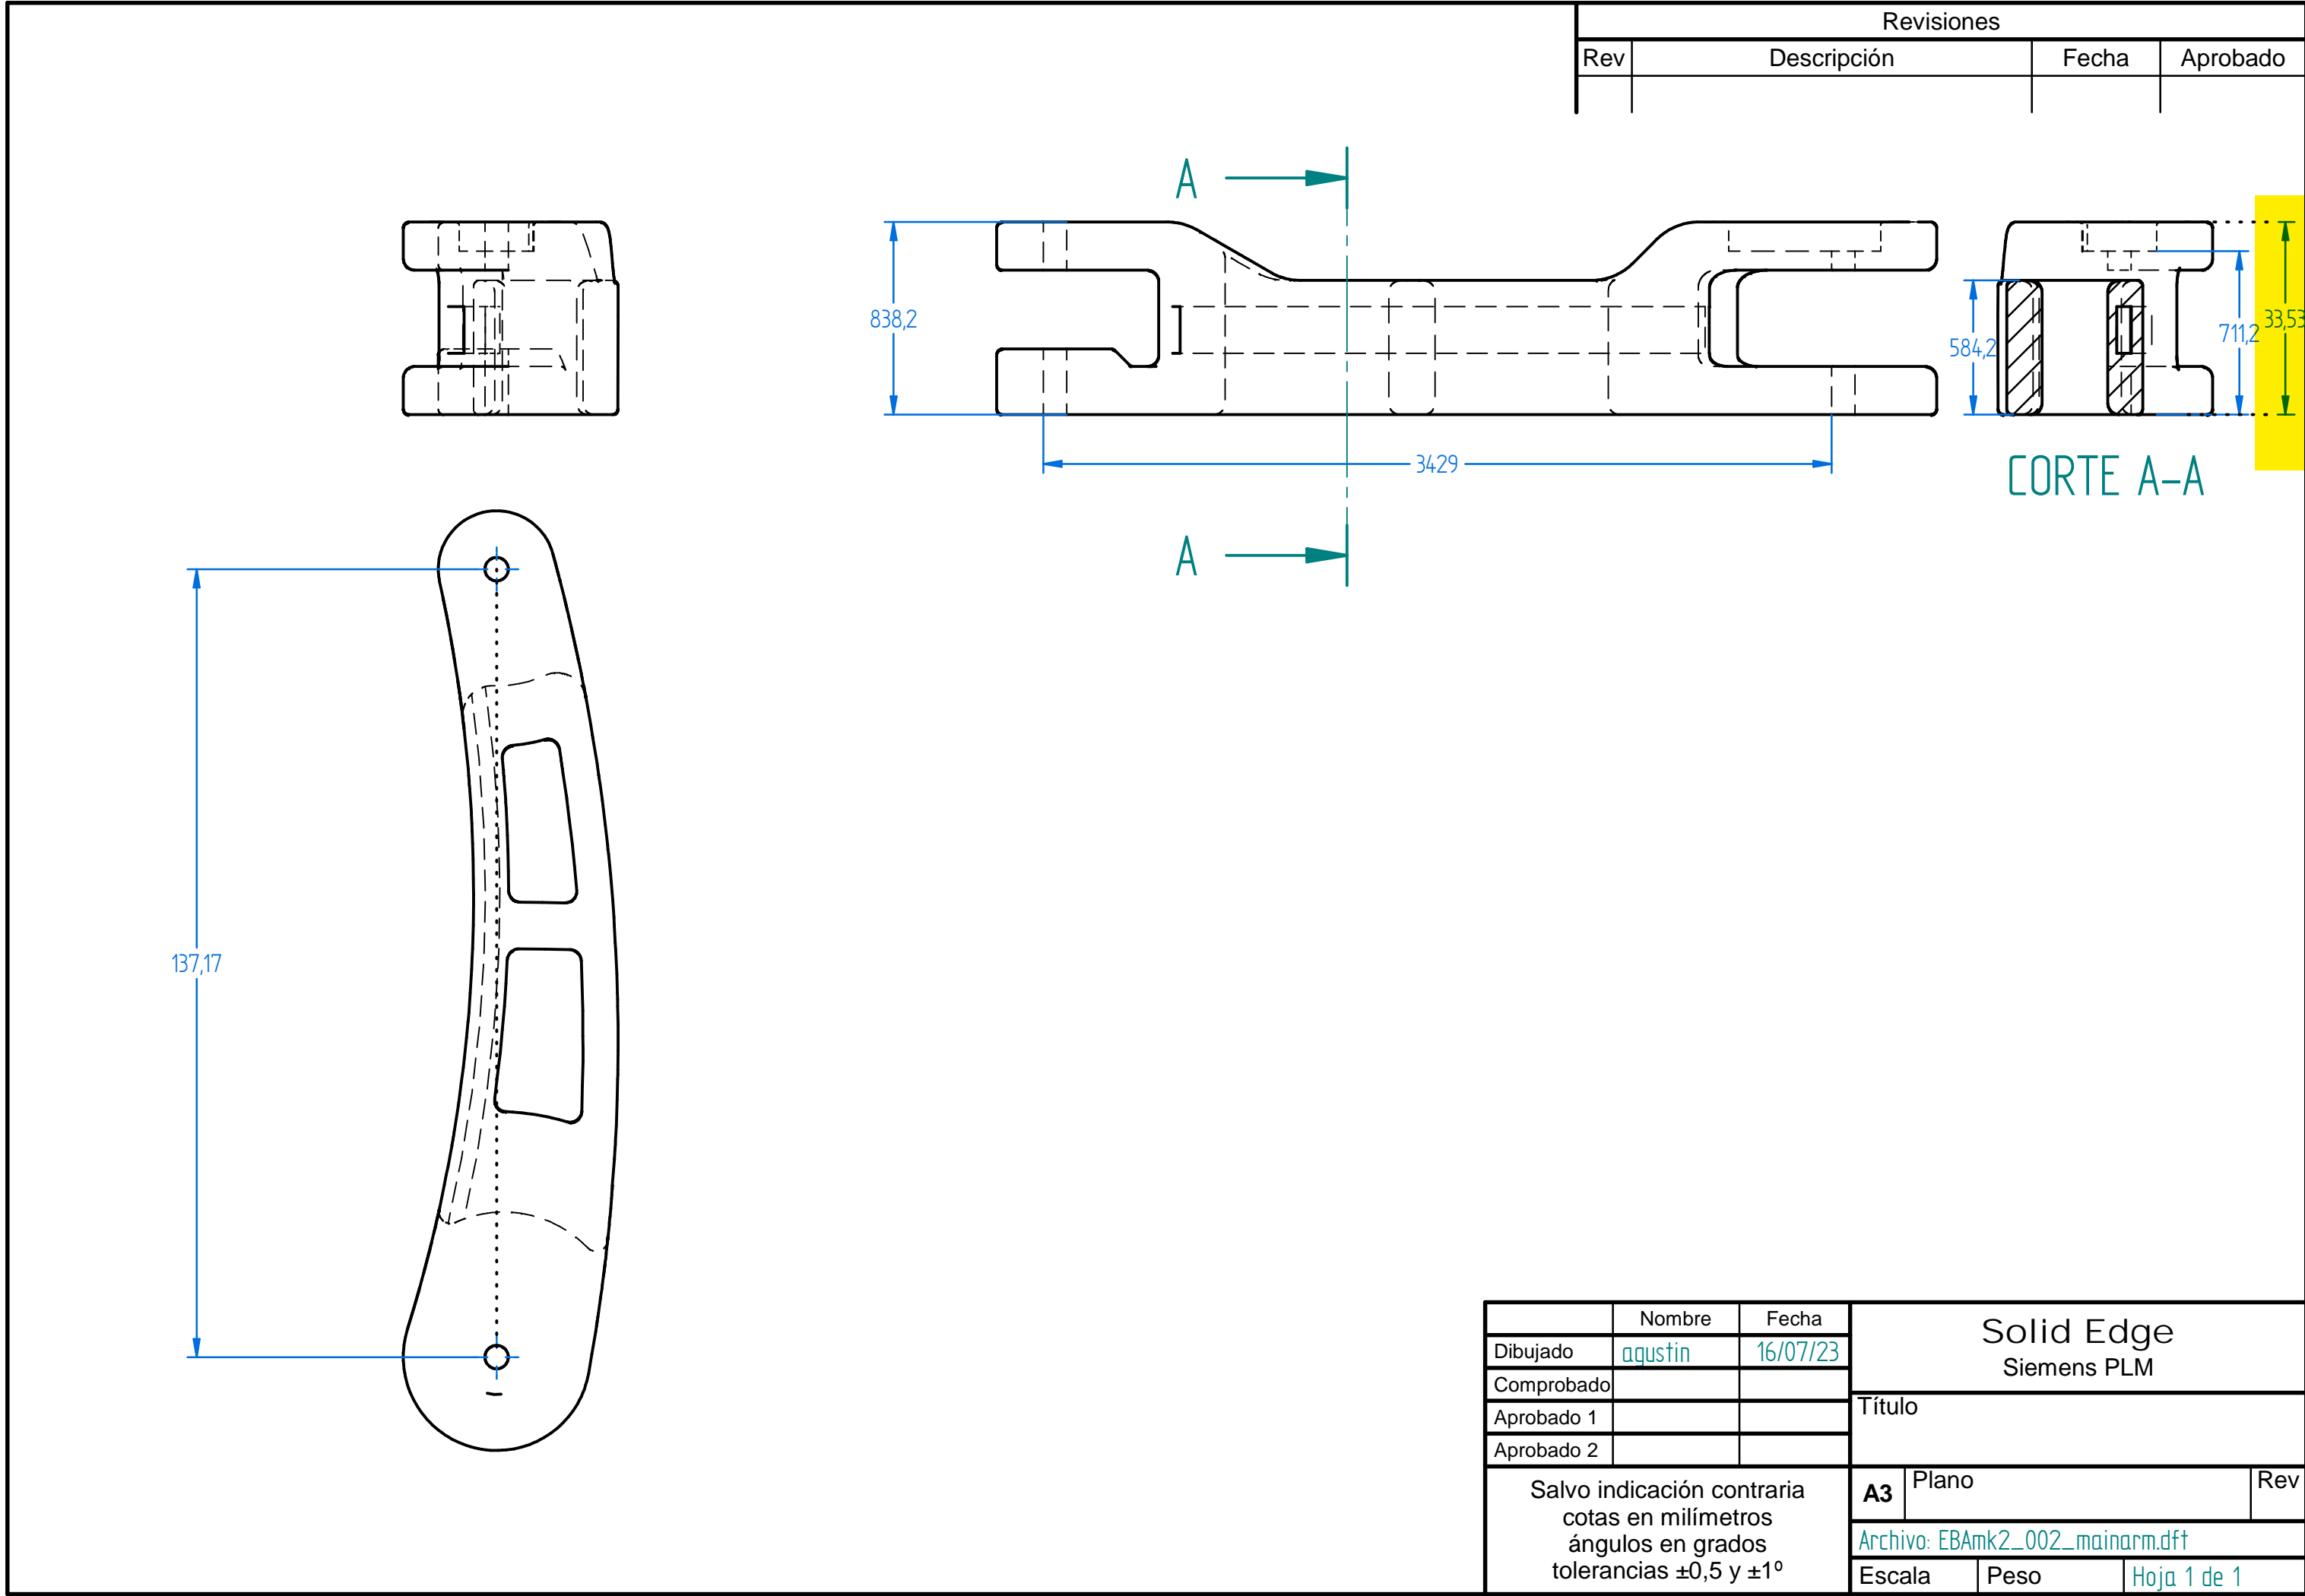 Revisiones
Rev Descripción Fecha Aprobado
A
838,2
3429
A
584,2
711,2
33,53
CORTE A-A
137,17
Nombre Fecha
Dibujado agustin 16/07/23
Comprobado
Aprobado 1
Aprobado 2
Salvo indicación contraria
cotas en milímetros
ángulos en grados
tolerancias ±0,5 y ±1º
Solid Edge
Siemens PLM
Título
A3 Plano Rev
Archivo: EBAmk2_002_mainarm.dft
Escala Peso Hoja 1 de 1